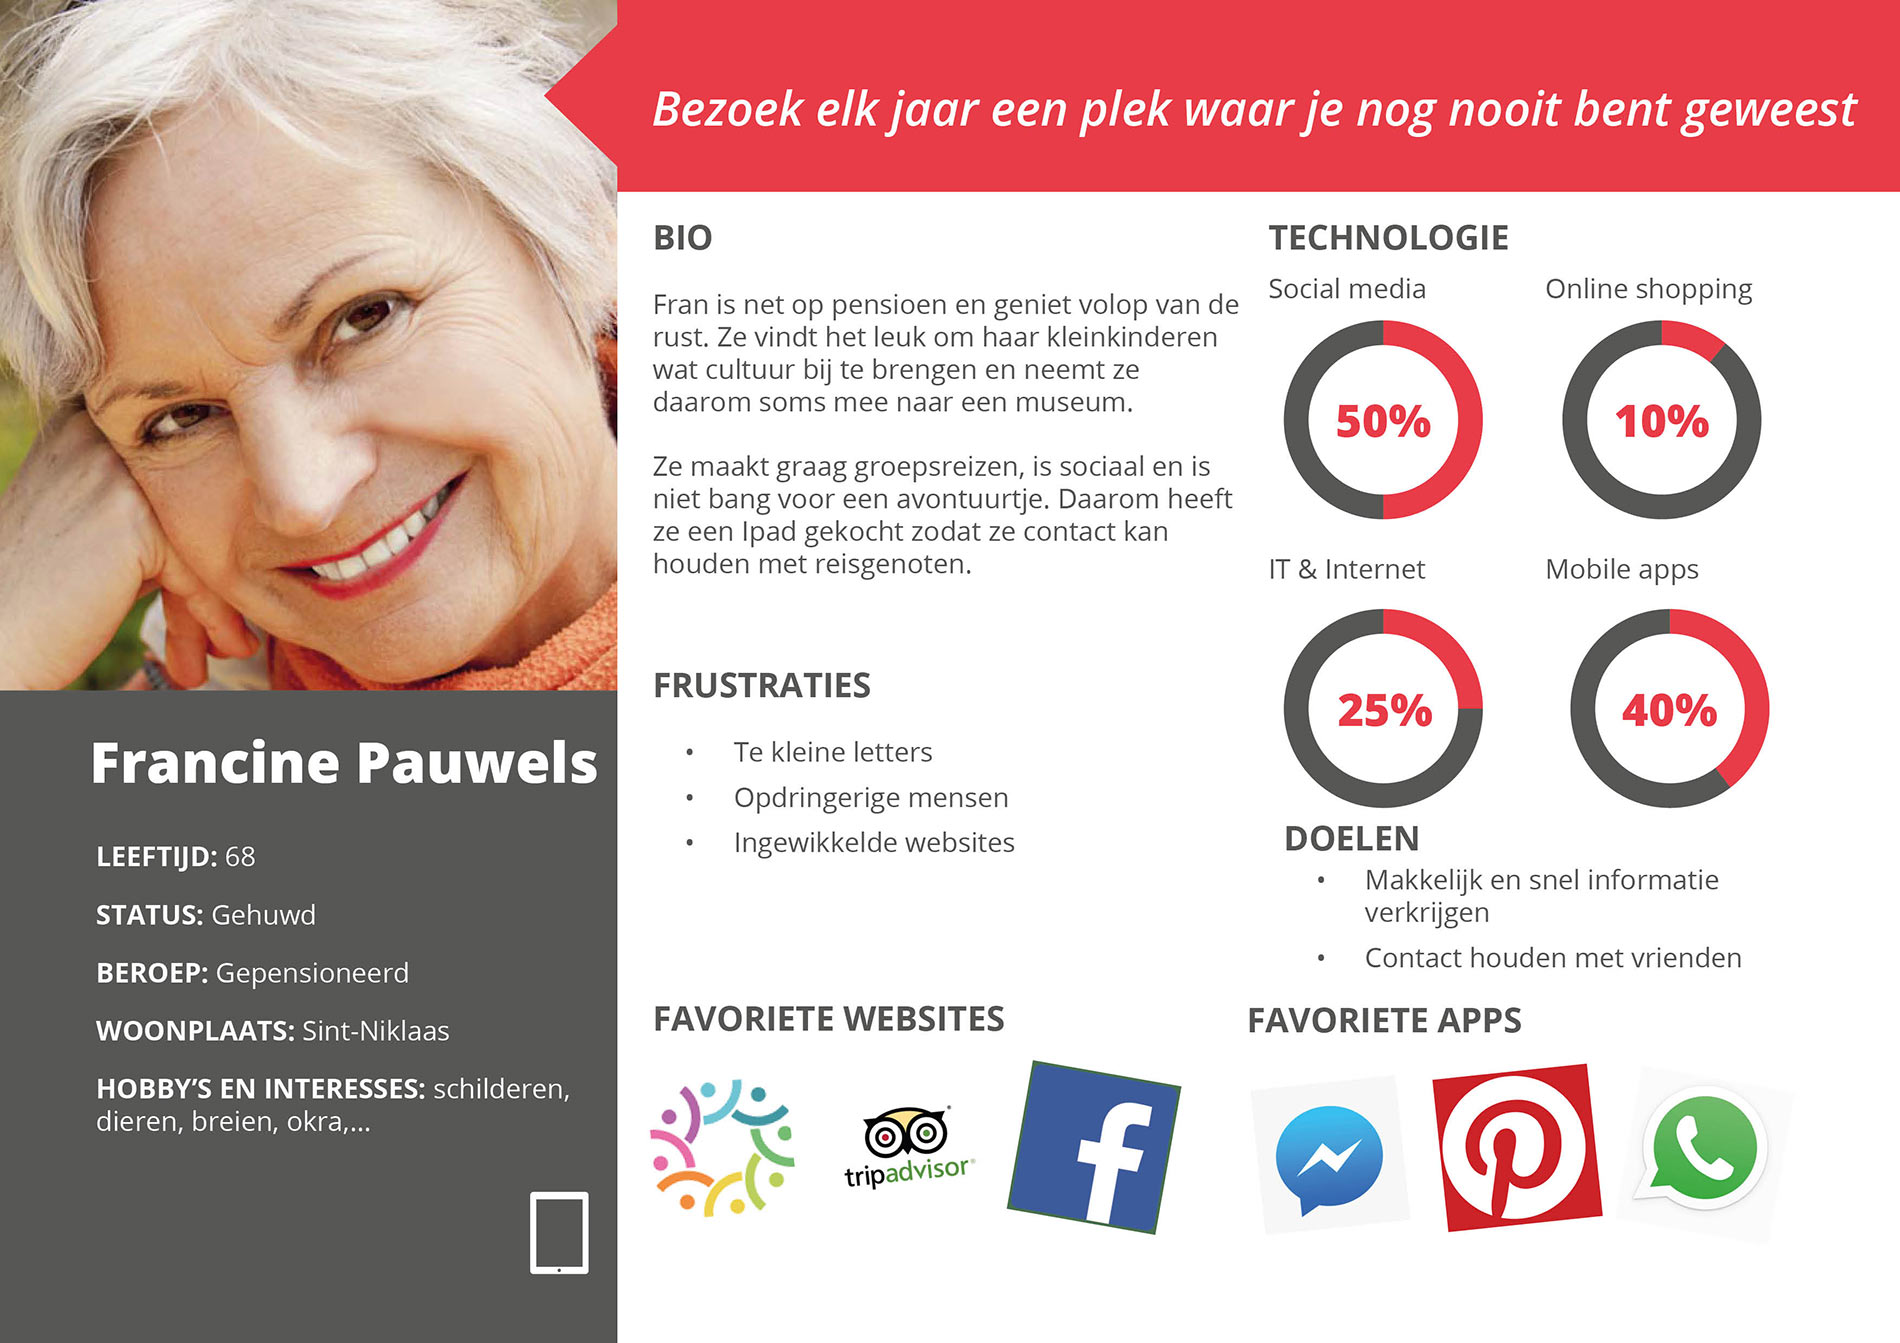 Bezoek elk jaar een plek waar je nog nooit bent geweest
Francine Pauwels
LEEFTIJD: 68
STATUS: Gehuwd
BEROEP: Gepensioneerd
WOONPLAATS: Sint-Niklaas
HOBBY'S EN INTERESSES: schilderen,
dieren, breien, okra,...
BIO
Fran is net op pensioen en geniet volop van de
rust. Ze vindt het leuk om haar kleinkinderen
wat cultuur bij te brengen en neemt ze
daarom soms mee naar een museum.
Ze maakt graag groepsreizen, is sociaal en is
niet bang voor een avontuurtje. Daarom heeft
ze een Ipad gekocht zodat ze contact kan
houden met reisgenoten.
FRUSTRATIES
• Te kleine letters
• Opdringerige mensen
• Ingewikkelde websites
TECHNOLOGIE
Social media
50%
Online shopping
10%
IT & Internet
25%
Mobile apps
40%
DOELEN
• Makkelijk en snel informatie
verkrijgen
• Contact houden met vrienden
FAVORIETE WEBSITES
tripadvisor®
f
FAVORIETE APPS